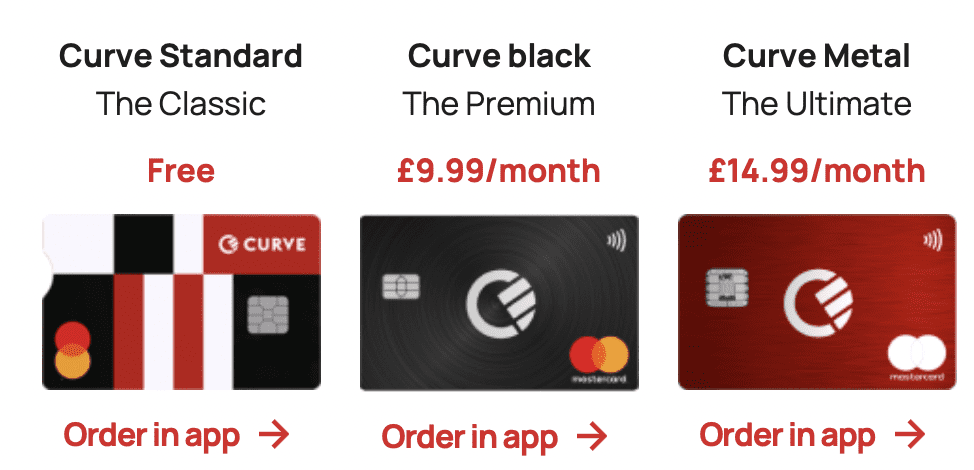 Curve Standard
The Classic
Free
CURVE
Order in app →
Curve black
The Premium
£9.99/month
mastercard
Order in app →
Curve Metal
The Ultimate
£14.99/month
mastercard
Order in app →